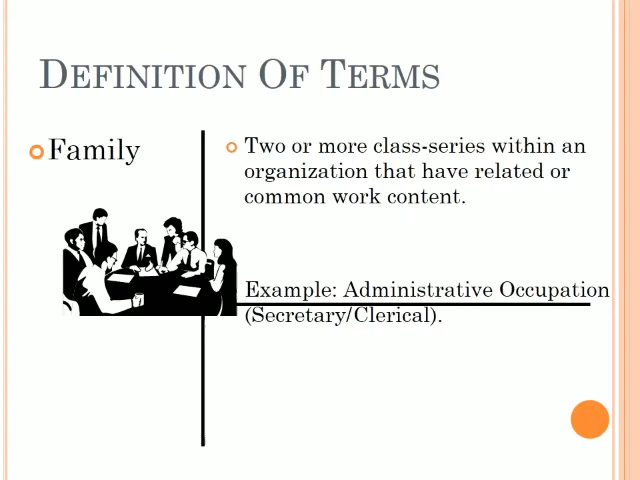 Definition Of Terms
Family
Two or more class-series within an
organization that have related or
common work content.
Example: Administrative Occupation
(Secretary/Clerical).